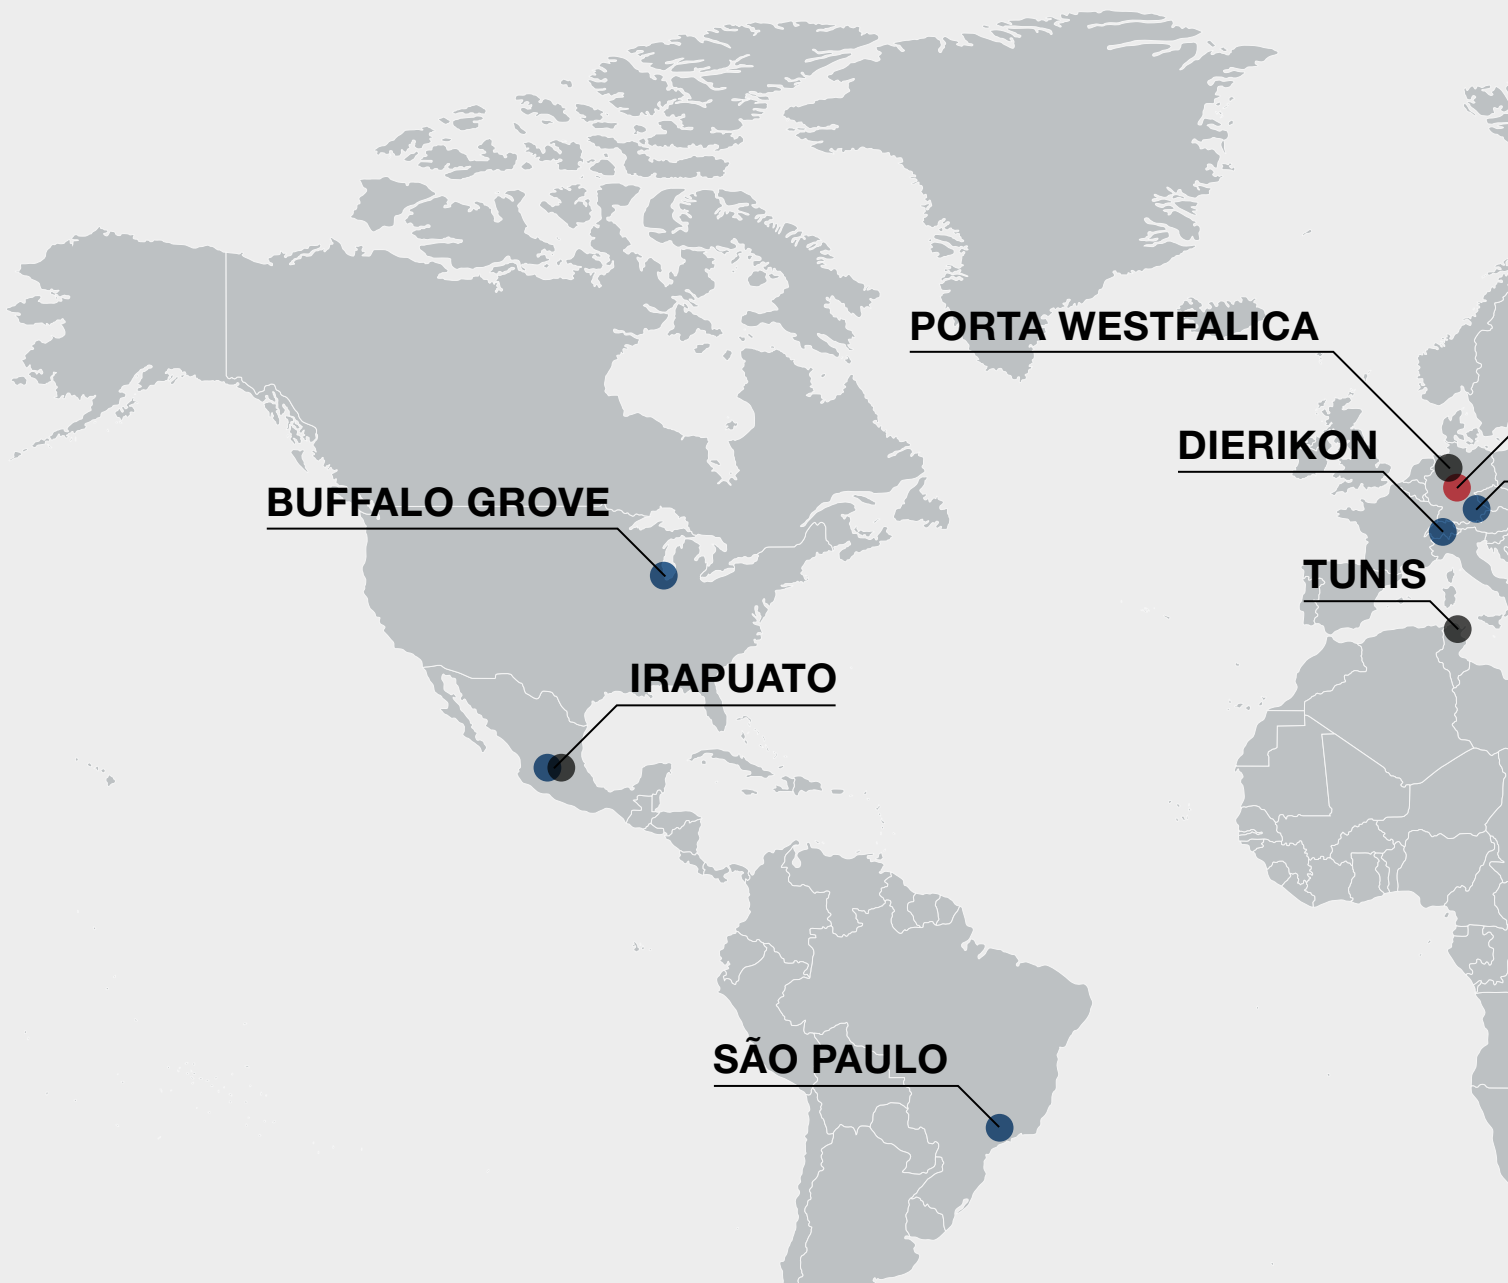 PORTA WESTFALICA
DIERIKON
BUFFALO GROVE
TUNIS
IRAPUATO
SÃO PAULO